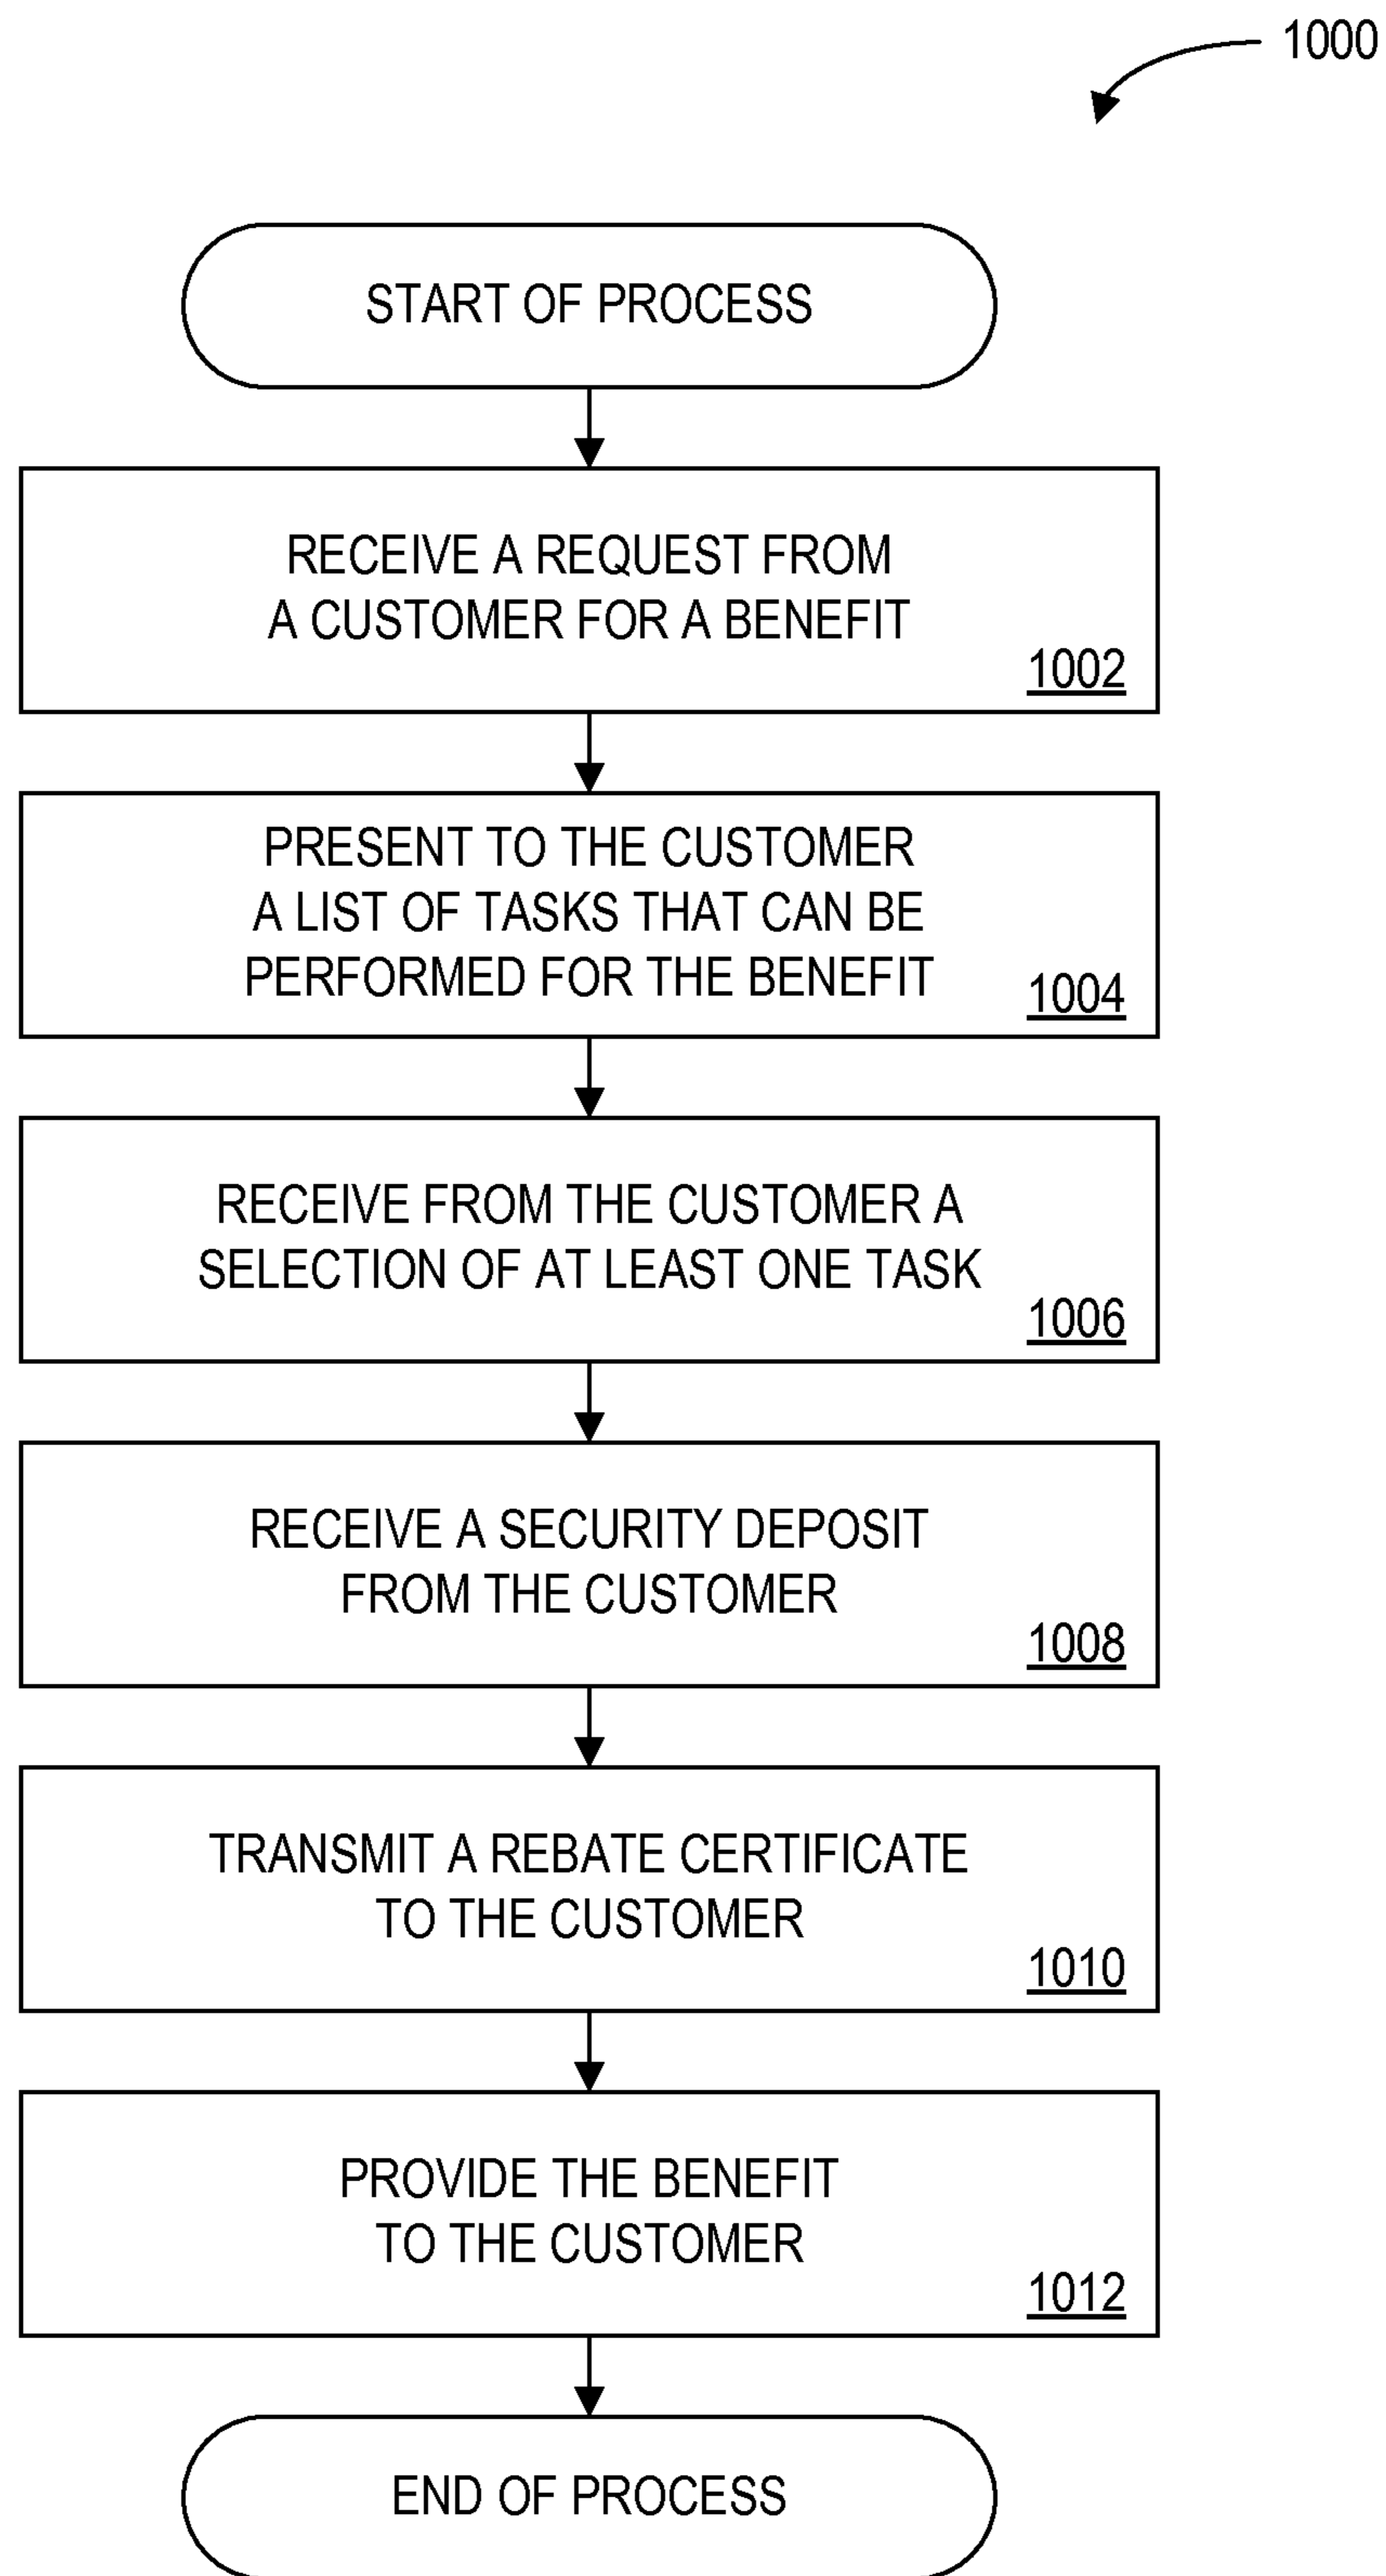 1000
START OF PROCESS
RECEIVE A REQUEST FROM
A CUSTOMER FOR A BENEFIT
1002
PRESENT TO THE CUSTOMER
A LIST OF TASKS THAT CAN BE
PERFORMED FOR THE BENEFIT
1004
RECEIVE FROM THE CUSTOMER A
SELECTION OF AT LEAST ONE TASK
1006
RECEIVE A SECURITY DEPOSIT
FROM THE CUSTOMER
1008
TRANSMIT A REBATE CERTIFICATE
TO THE CUSTOMER
1010
PROVIDE THE BENEFIT
TO THE CUSTOMER
1012
END OF PROCESS